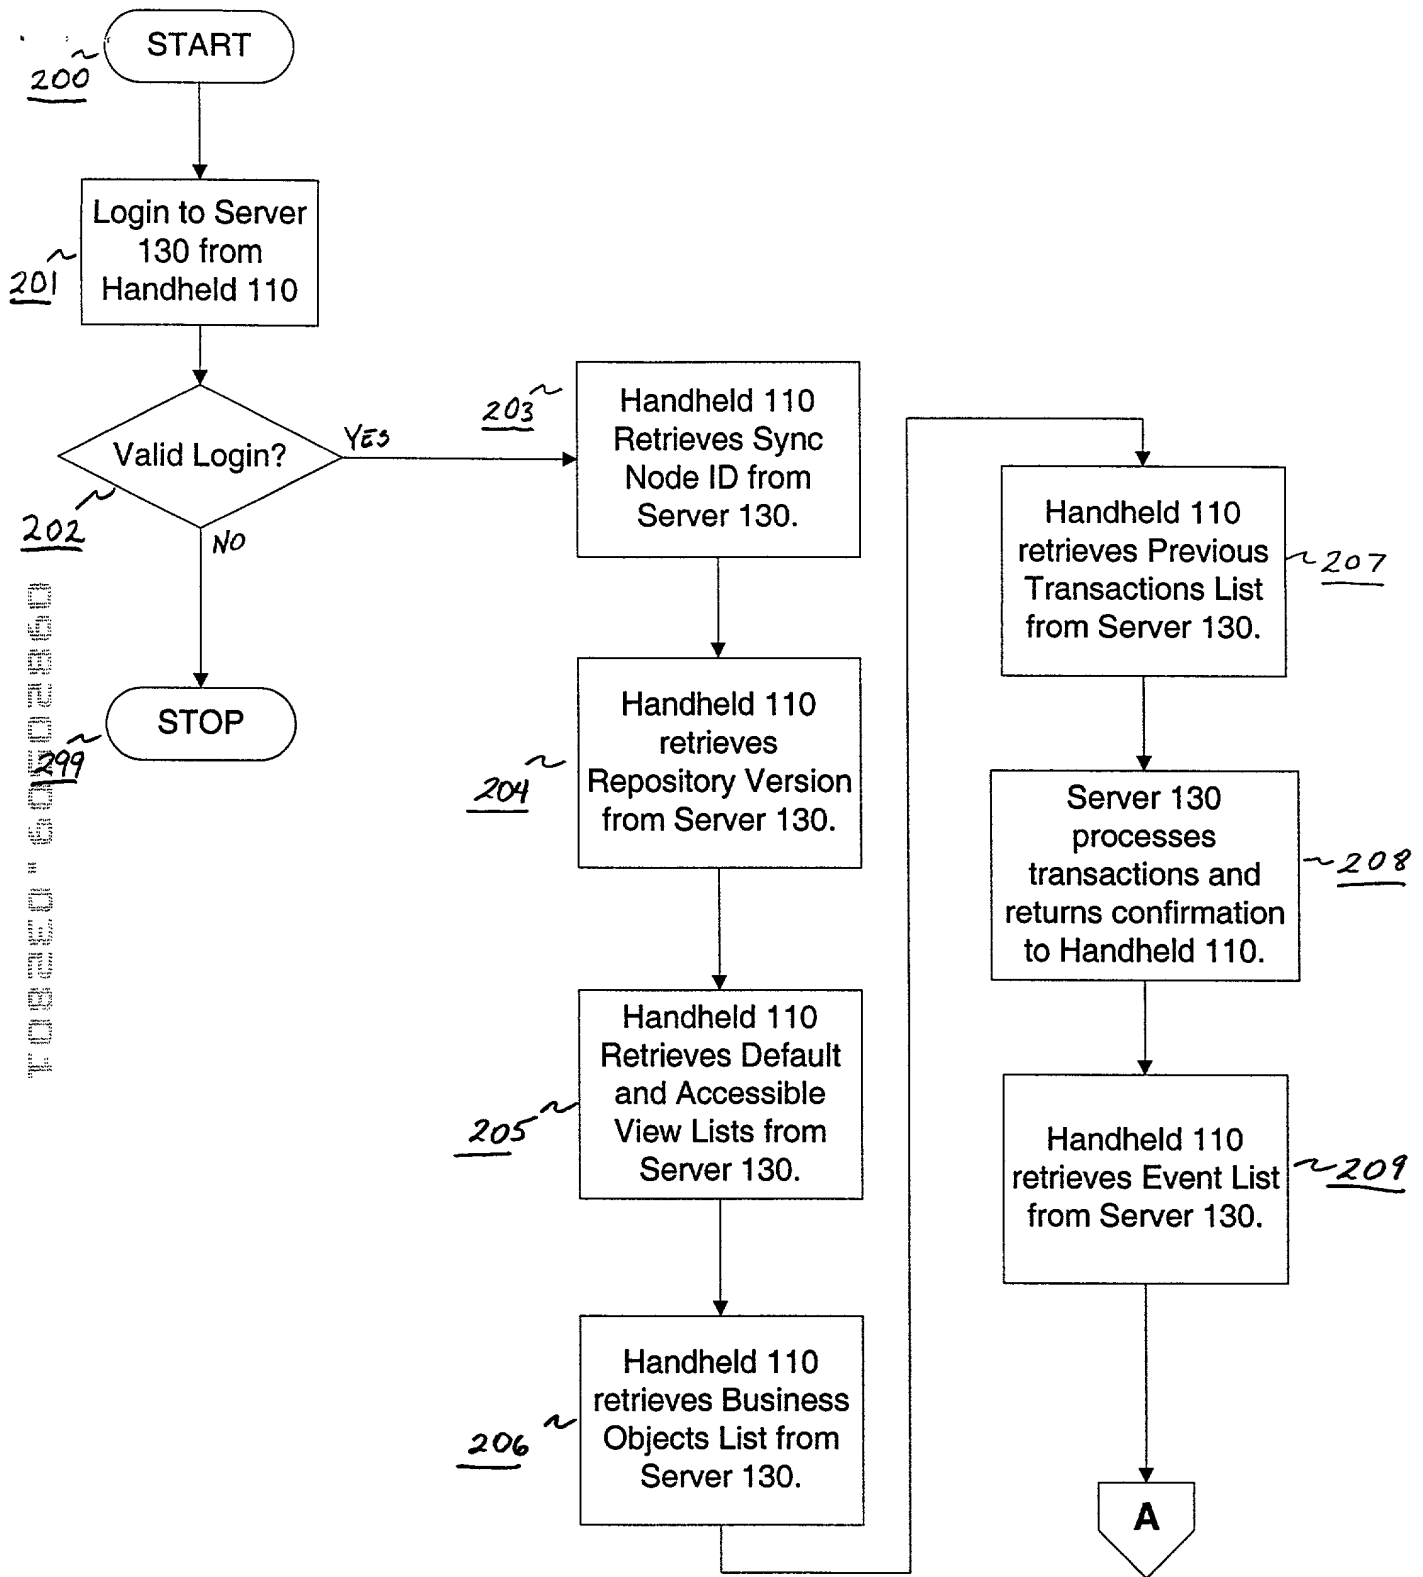 START
200
Login to Server
130 from
Handheld 110
201
Valid Login?
YES
202
NO
STOP
299
203
Handheld 110
Retrieves Sync
Node ID from
Server 130.
Handheld 110
retrieves
Repository Version
from Server 130.
204
Handheld 110
Retrieves Default
and Accessible
View Lists from
Server 130.
205
Handheld 110
retrieves Business
Objects List from
Server 130.
206
Handheld 110
retrieves Previous
Transactions List
from Server 130.
207
Server 130
processes
transactions and
returns confirmation
to Handheld 110.
208
Handheld 110
retrieves Event List
from Server 130.
209
A